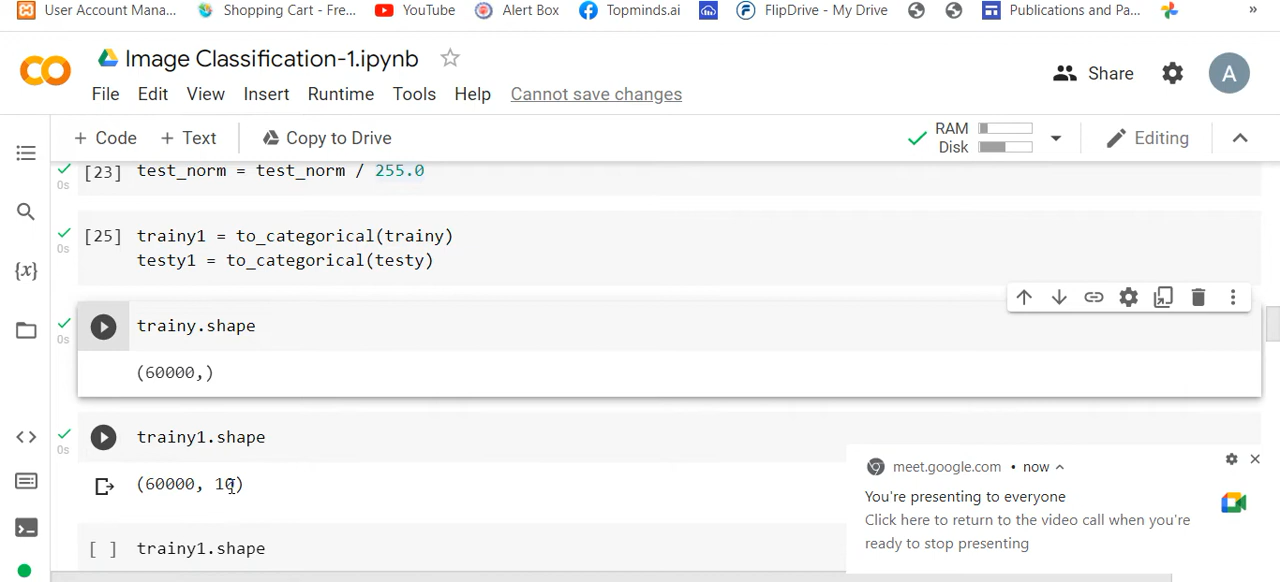 User Account Mana... Shopping Cart - Fre... YouTube Alert Box Topminds.ai FlipDrive - My Drive Publications and Pa... »
CO Image Classification-1.ipynb
Share A
File Edit View Insert Runtime Tools Help Cannot save changes
+ Code + Text Copy to Drive
RAM
Disk
Editing
[23] test_norm = test_norm / 255.0
0s
[25] trainy1 = to_categorical(trainy)
0s
testy1 = to_categorical(testy)
{x}
trainy.shape
0s
(60000,)
trainy1.shape
0s
(60000, 10)
[ ] trainy1.shape
meet.google.com • now
You're presenting to everyone
Click here to return to the video call when you're
ready to stop presenting